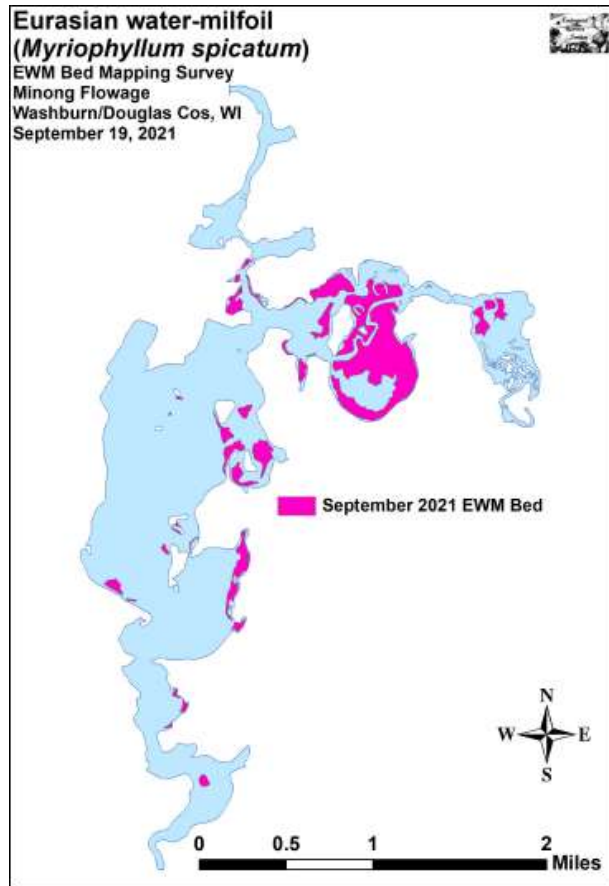 Eurasian water-milfoil
(Myriophyllum spicatum)
EWM Bed Mapping Survey
Minong Flowage
Washburn/Douglas Cos, WI
September 19, 2021
September 2021 EWM Bed
N
W E
S
0 0.5 1 2
Miles